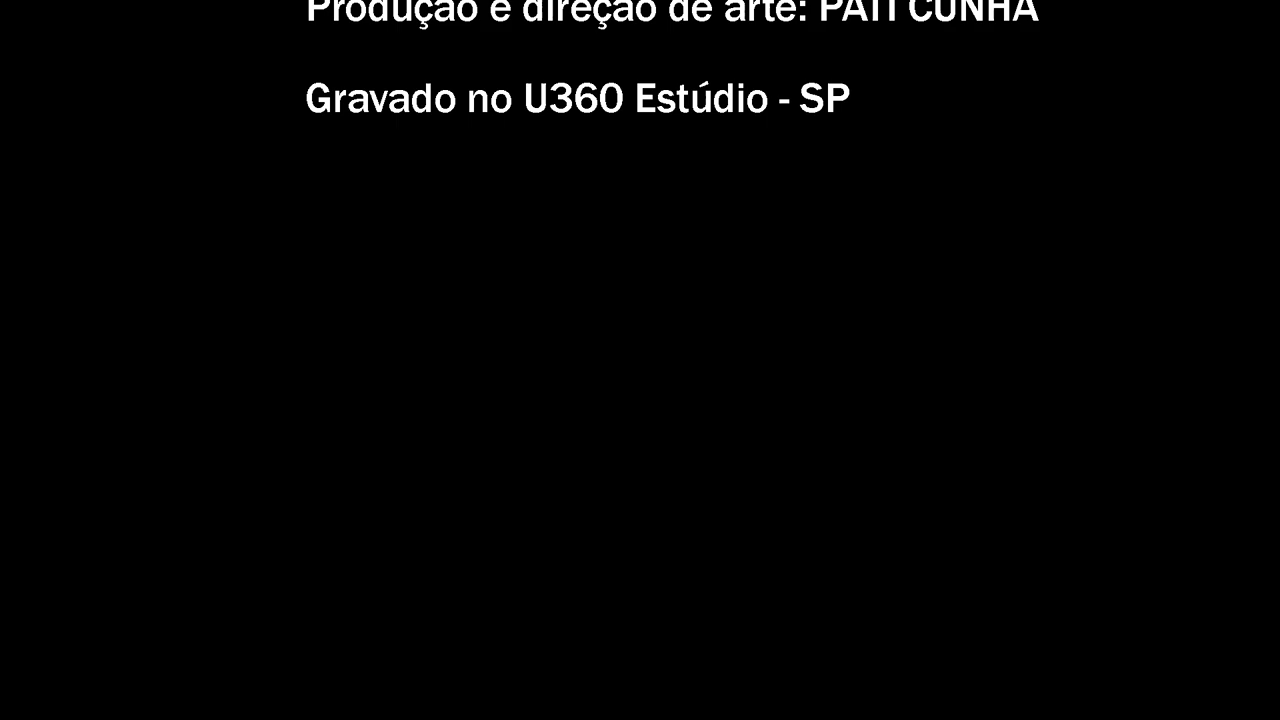 Produção e direção de arte: PATI CUNHA
Gravado no U360 Estúdio - SP